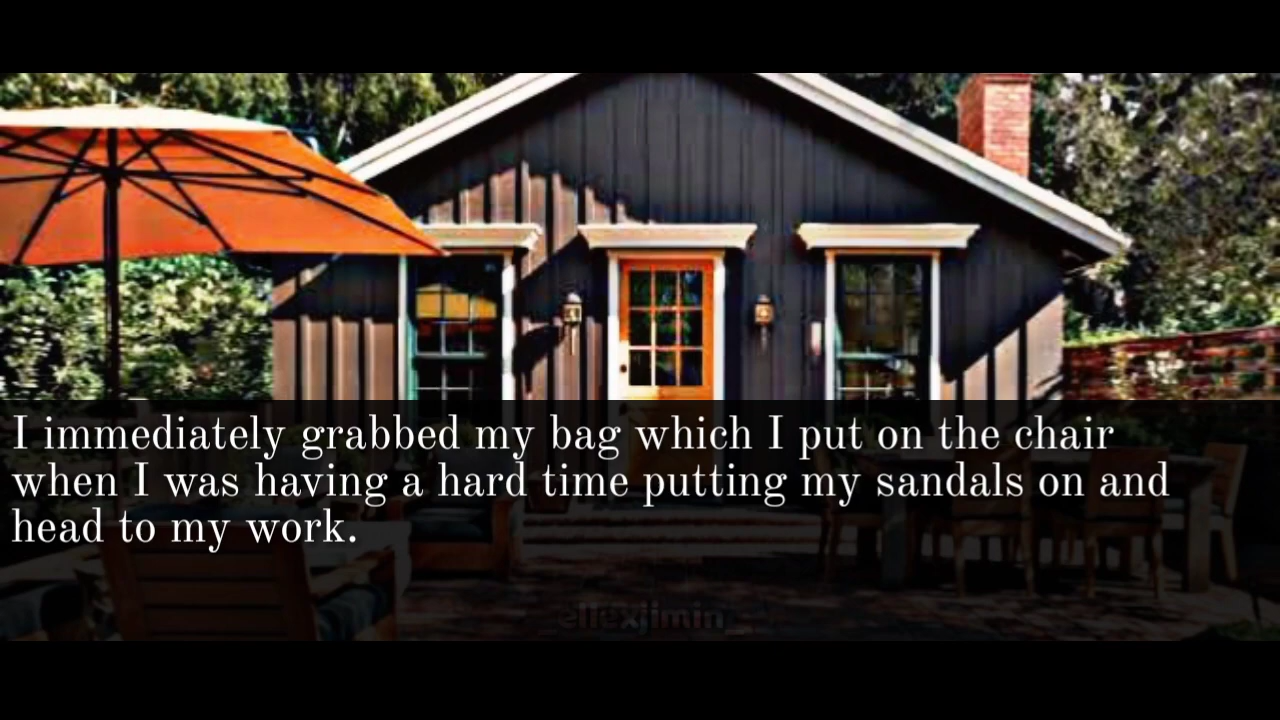 I immediately grabbed my bag which I put on the chair
when I was having a hard time putting my sandals on and
head to my work.
_ellexjimin_